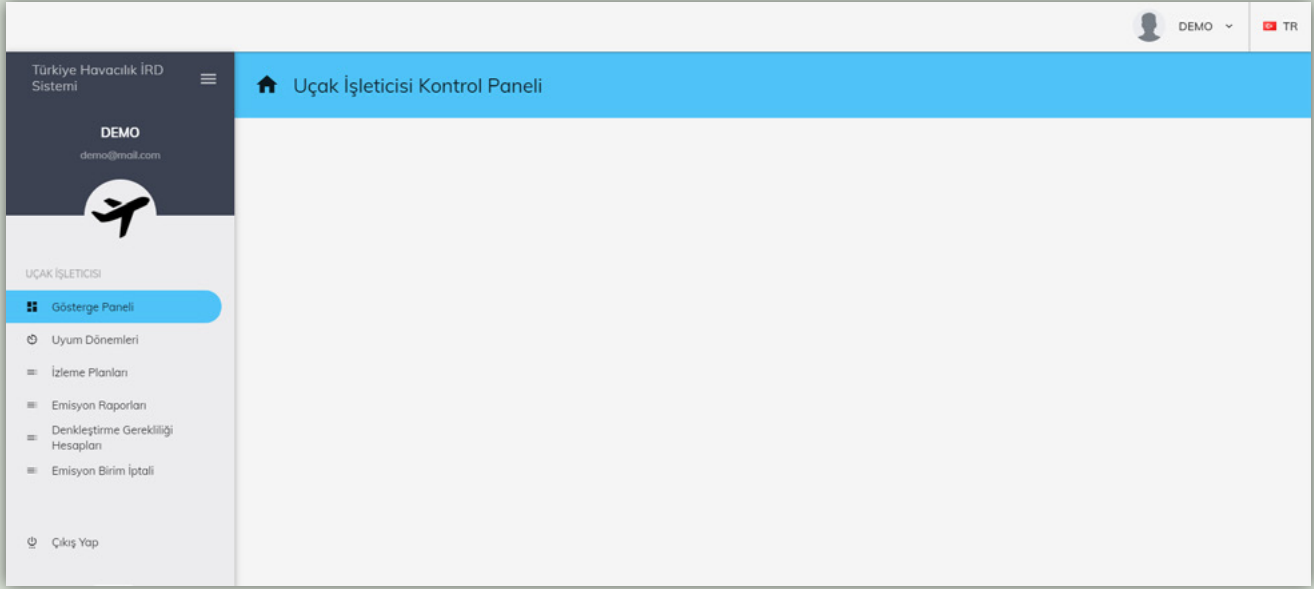 DEMO
TR
Türkiye Havacılık İRD
Sistemi
Uçak İşleticisi Kontrol Paneli
DEMO
demo@mail.com
UÇAK İŞLETICISI
Gösterge Paneli
Uyum Dönemleri
İzleme Planları
Emisyon Raporları
Denkleştirme Gerekliliği
Hesapları
Emisyon Birim İptali
Çıkış Yap